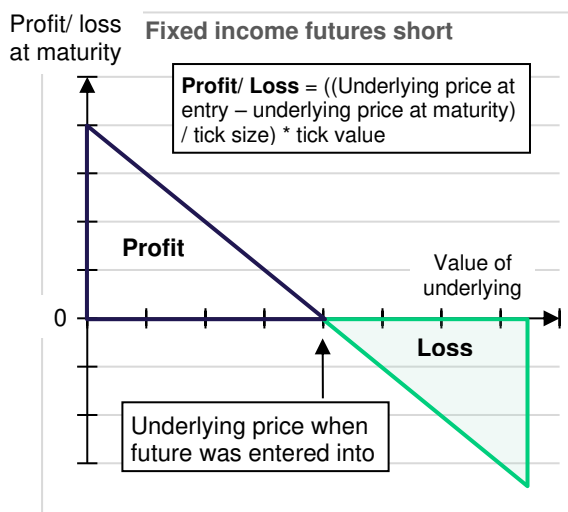 Profit/ loss
at maturity
Fixed income futures short
Profit/ Loss = ((Underlying price at
entry – underlying price at maturity)
/ tick size) * tick value
Profit
Value of
underlying
0
Loss
Underlying price when
future was entered into